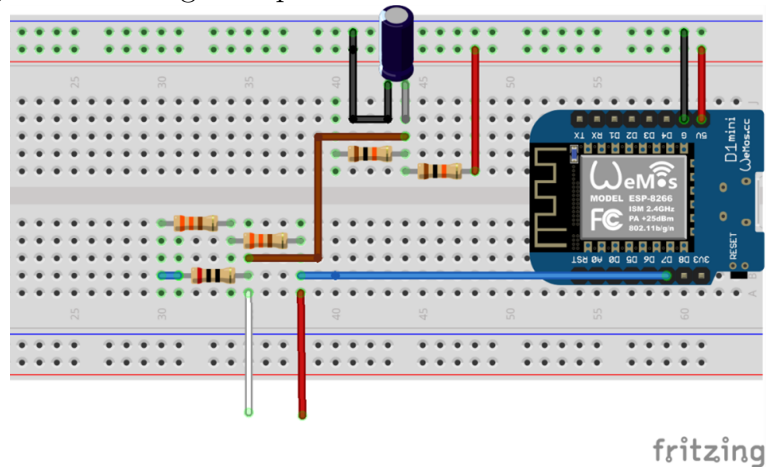 25 30 35 40 45 50 55
J
TX RX D1 D2 D3 D4 G 5V
D1 mini
WeMos.cc
WeMos
MODEL ESP-8266
ISM 2.4GHz
PA +25dBm
802.11b/g/n
FC
RST A0 D0 D5 D6 D7 D8 3V3
RESET
A
25 30 35 40 45 50 55 60
fritzing